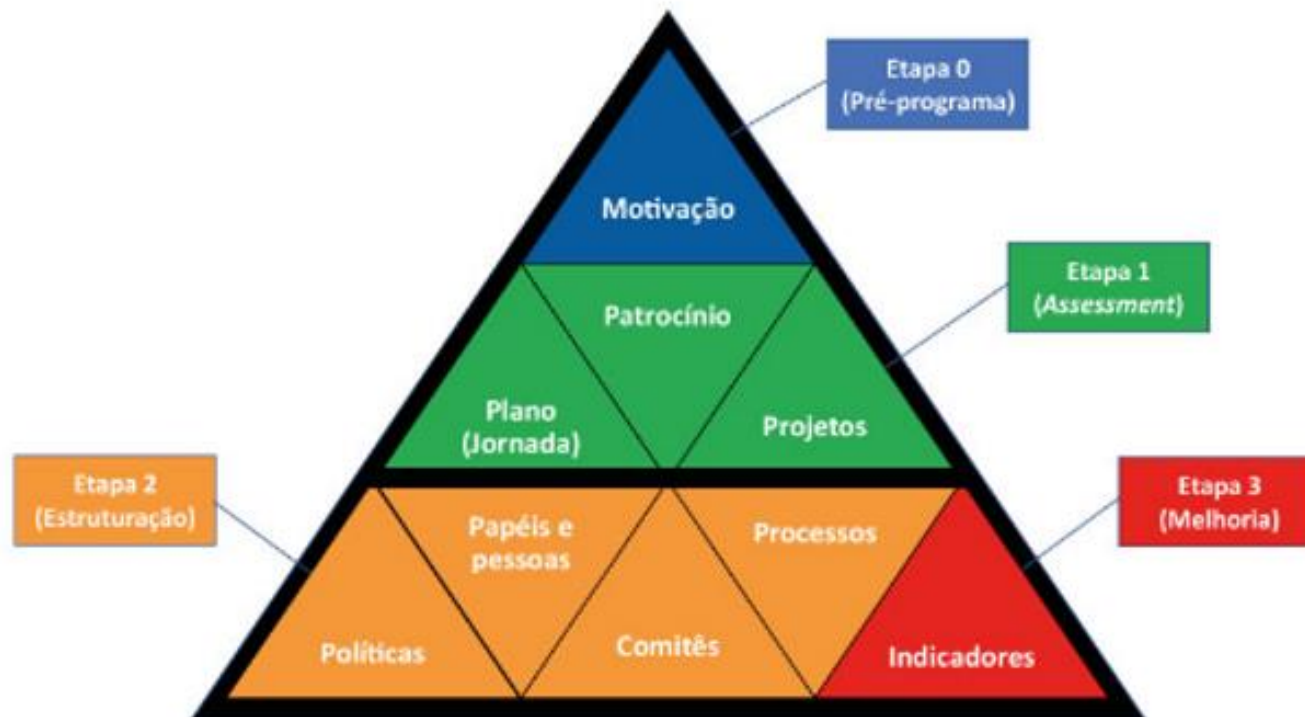 Etapa 0
(Pré-programa)
Motivação
Etapa 1
(Assessment)
Patrocínio
Plano
(Jornada)
Projetos
Etapa 2
(Estruturação)
Etapa 3
(Melhoria)
Papéis e
pessoas
Processos
Políticas
Comitês
Indicadores